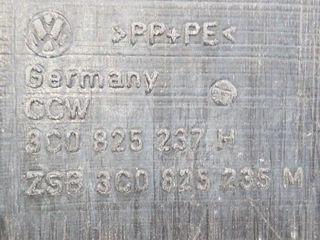 >PP+PE<
Germany
CCW
3C0 825 237 H
ZSB 3C0 825 235 M